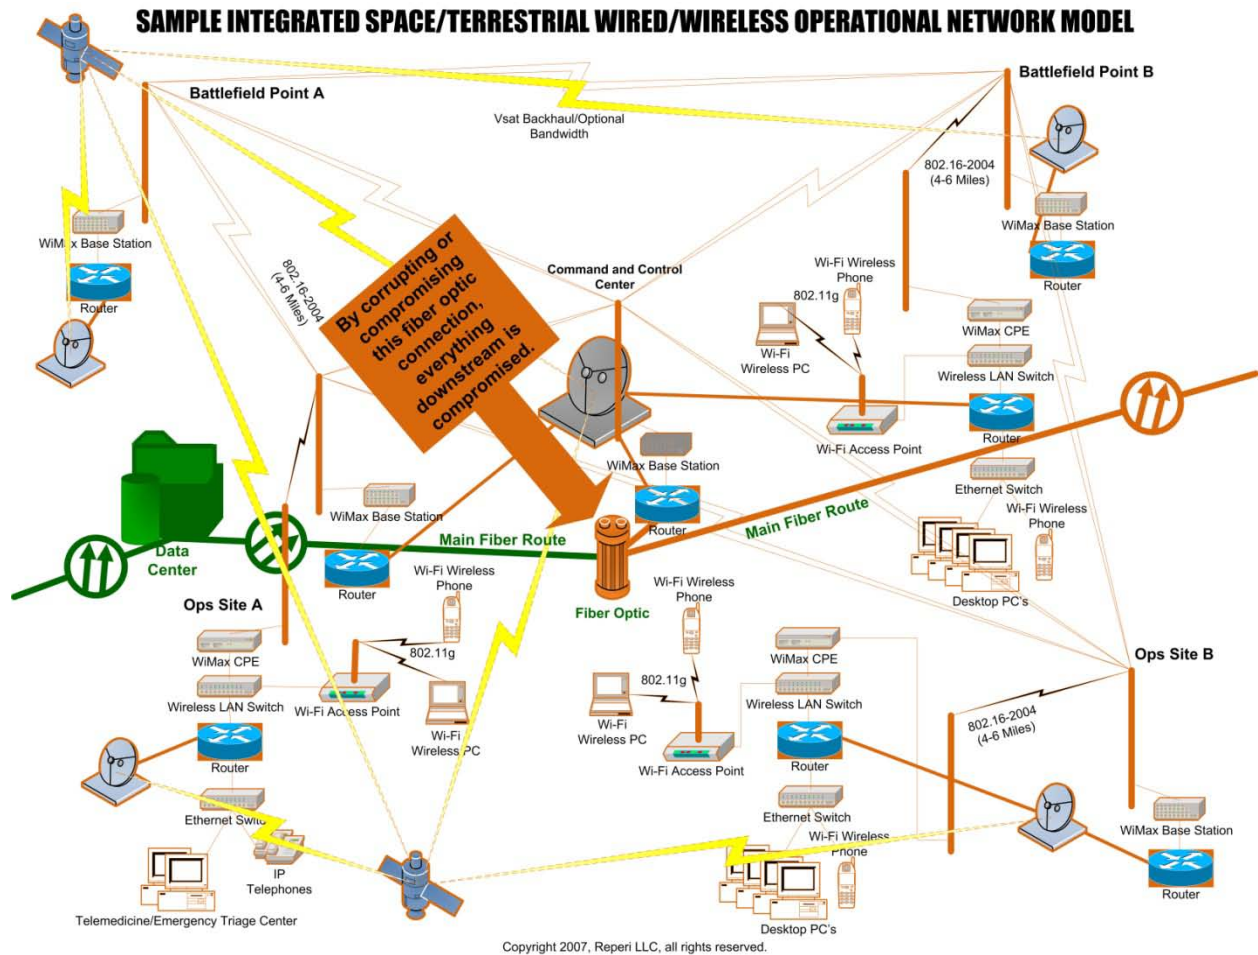 SAMPLE INTEGRATED SPACE/TERRESTRIAL WIRED/WIRELESS OPERATIONAL NETWORK MODEL
Battlefield Point A
Battlefield Point B
Vsat Backhaul/Optional
Bandwidth
802.16-2004
(4-6 Miles)
WiMax Base Station
Router
WiMax Base Station
Router
802.16-2004
(4-6 Miles)
By corrupting or
compromising
this fiber optic
connection,
everything
downstream is
compromised.
Command and Control
Center
Wi-Fi Wireless
Phone
802.11g
Wi-Fi
Wireless PC
WiMax CPE
Wireless LAN Switch
Wi-Fi Access Point
Router
WiMax Base Station
Router
Ethernet Switch
Wi-Fi Wireless
Phone
Desktop PC's
WiMax Base Station
Router
Data
Center
Main Fiber Route
Main Fiber Route
Fiber Optic
Ops Site A
WiMax CPE
Wireless LAN Switch
Wi-Fi Access Point
802.11g
Wi-Fi Wireless
Phone
Wi-Fi
Wireless PC
Router
Ethernet Switch
IP
Telephones
Telemedicine/Emergency Triage Center
Wi-Fi Wireless
Phone
802.11g
Wi-Fi
Wireless PC
Wi-Fi Access Point
WiMax CPE
Wireless LAN Switch
Router
Ethernet Switch
Wi-Fi Wireless
Phone
Desktop PC's
Ops Site B
802.16-2004
(4-6 Miles)
WiMax Base Station
Router
Copyright 2007, Reperi LLC, all rights reserved.